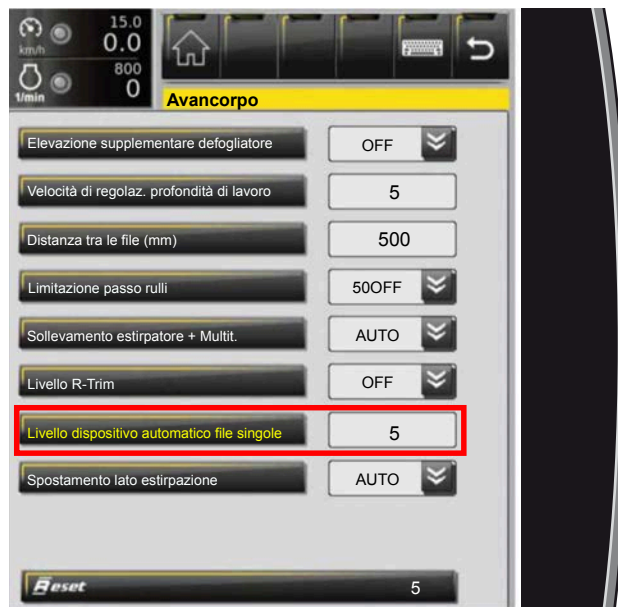 15.0
km/h 0.0
800
1/min 0
Avancorpo
Elevazione supplementare defogliatore OFF
Velocità di regolaz. profondità di lavoro 5
Distanza tra le file (mm) 500
Limitazione passo rulli 50OFF
Sollevamento estirpatore + Multit. AUTO
Livello R-Trim OFF
Livello dispositivo automatico file singole 5
Spostamento lato estirpazione AUTO
Reset 5